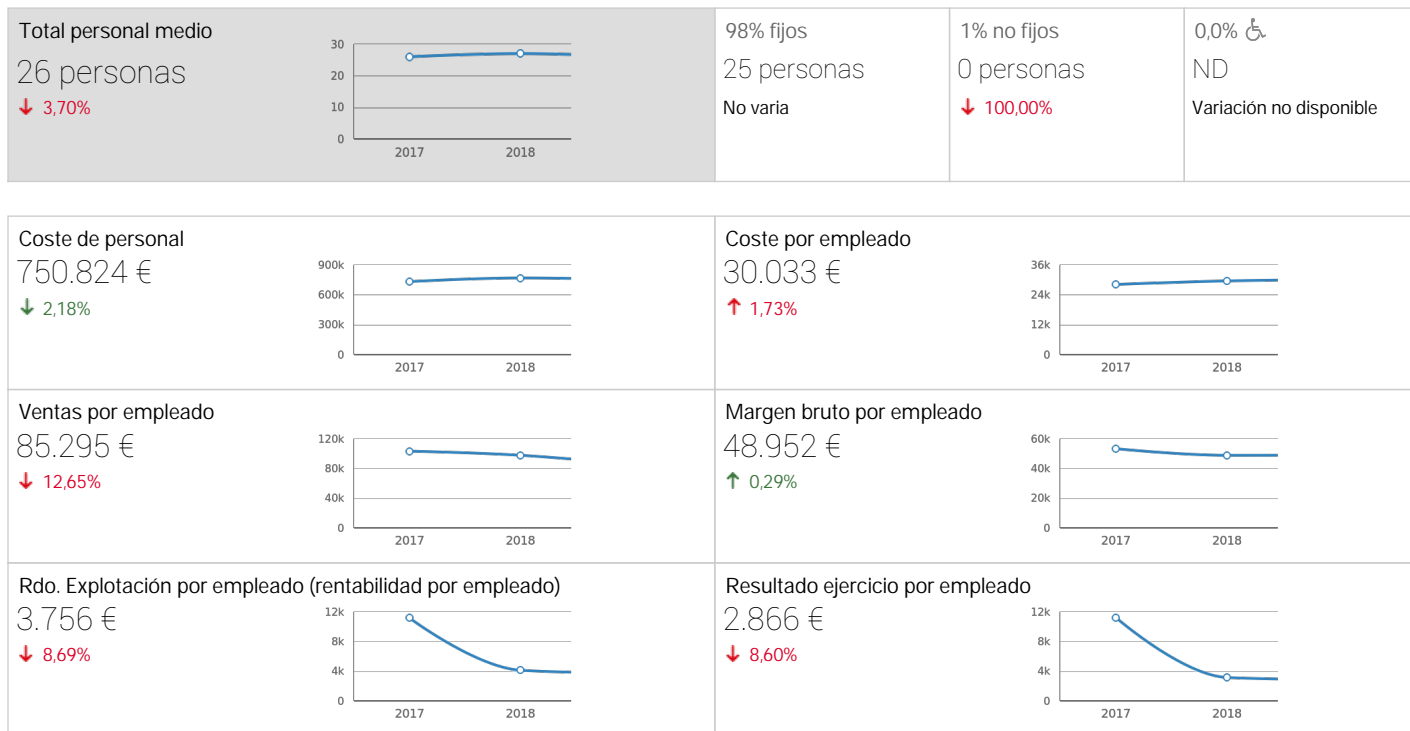 Total personal medio
26 personas
3,70%
30
20
10
0
2017 2018
98% fijos
25 personas
No varia
1% no fijos
0 personas
100,00%
0,0%
ND
Variación no disponible
Coste de personal
750.824 €
2,18%
900k
600k
300k
0
2017 2018
Coste por empleado
30.033 €
1,73%
36k
24k
12k
0
2017 2018
Ventas por empleado
85.295 €
12,65%
120k
80k
40k
0
2017 2018
Margen bruto por empleado
48.952 €
0,29%
60k
40k
20k
0
2017 2018
Rdo. Explotación por empleado (rentabilidad por empleado)
3.756 €
8,69%
12k
8k
4k
0
2017 2018
Resultado ejercicio por empleado
2.866 €
8,60%
12k
8k
4k
0
2017 2018